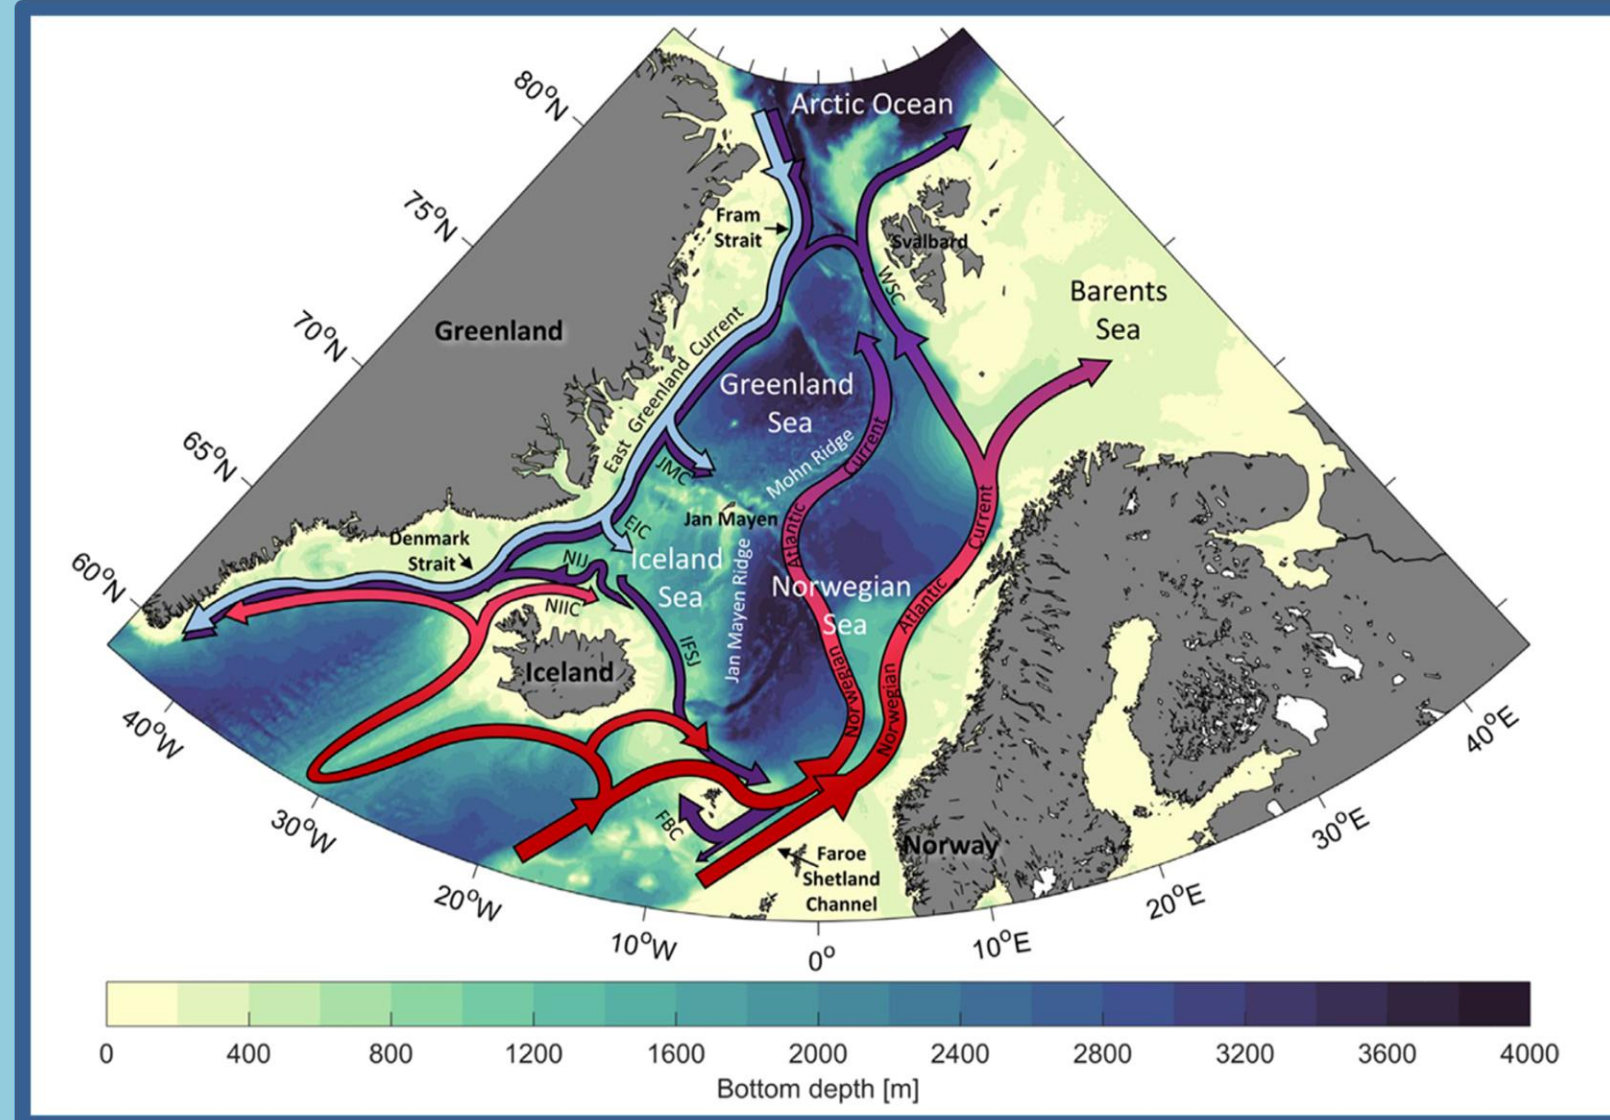 80°N
75°N
70°N
65°N
60°N
40°W
30°W
20°W
10°W
0°
10°E
20°E
30°E
40°E
Arctic Ocean
Fram
Strait
Svalbard
WSC
Barents
Sea
Greenland
East Greenland Current
Greenland
Sea
Mohn Ridge
JMC
Jan Mayen
EIC
Denmark
Strait
NIJ
Iceland
Sea
NIIC
Jan Mayen Ridge
Norwegian
Sea
IFSJ
Iceland
Norwegian Atlantic Current
Norwegian Atlantic Current
FBC
Faroe
Shetland
Channel
Norway
0 400 800 1200 1600 2000 2400 2800 3200 3600 4000
Bottom depth [m]